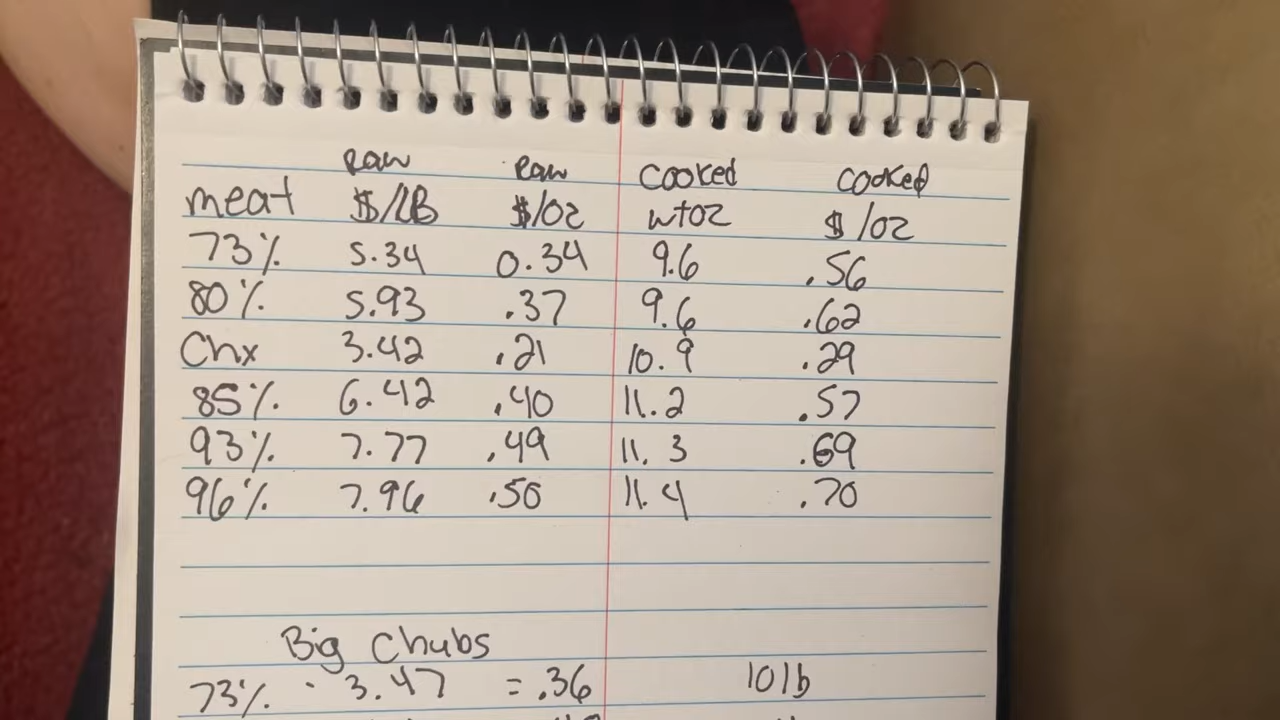 Raw Raw Cooked Cooked
meat $/LB $/oz wtoz $/oz
73% 5.34 0.34 9.6 .56
80% 5.93 .37 9.6 .62
Chx 3.42 .21 10.9 .29
85% 6.42 .40 11.2 .57
93% 7.77 .49 11.3 .69
96% 7.96 .50 11.4 .70
Big Chubs
73% - 3.47 = .36 10lb